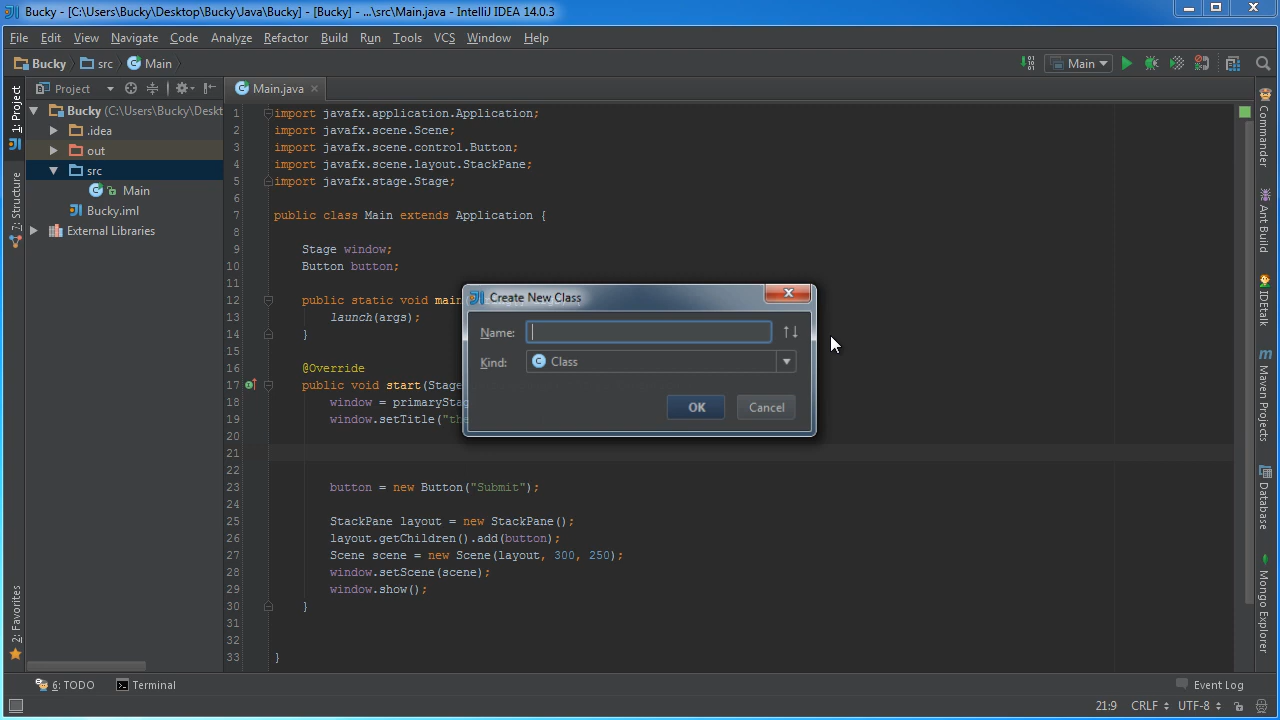 Bucky - [C:\Users\Bucky\Desktop\Bucky\Java\Bucky] - [Bucky] - ...\src\Main.java - IntelliJ IDEA 14.0.3
File Edit View Navigate Code Analyze Refactor Build Run Tools VCS Window Help
Bucky src Main
Main
Project
Main.java
1: Project
7: Structure
2: Favorites
Bucky (C:\Users\Bucky\Deskt
.idea
out
src
Main
Bucky.iml
External Libraries
1 import javafx.application.Application;
2 import javafx.scene.Scene;
3 import javafx.scene.control.Button;
4 import javafx.scene.layout.StackPane;
5 import javafx.stage.Stage;
6
7 public class Main extends Application {
8
9 Stage window;
10 Button button;
11
12 public static void main
13 launch(args);
14 }
15
16 @Override
17 public void start(Stage
18 window = primaryStag
19 window.setTitle("the
20
21
22
23 button = new Button("Submit");
24
25 StackPane layout = new StackPane();
26 layout.getChildren().add(button);
27 Scene scene = new Scene(layout, 300, 250);
28 window.setScene(scene);
29 window.show();
30 }
31
32
33 }
Create New Class
Name:
Kind: Class
OK Cancel
Commander
Ant Build
IDEtalk
Maven Projects
Database
Mongo Explorer
6: TODO Terminal Event Log
21:9 CRLF UTF-8